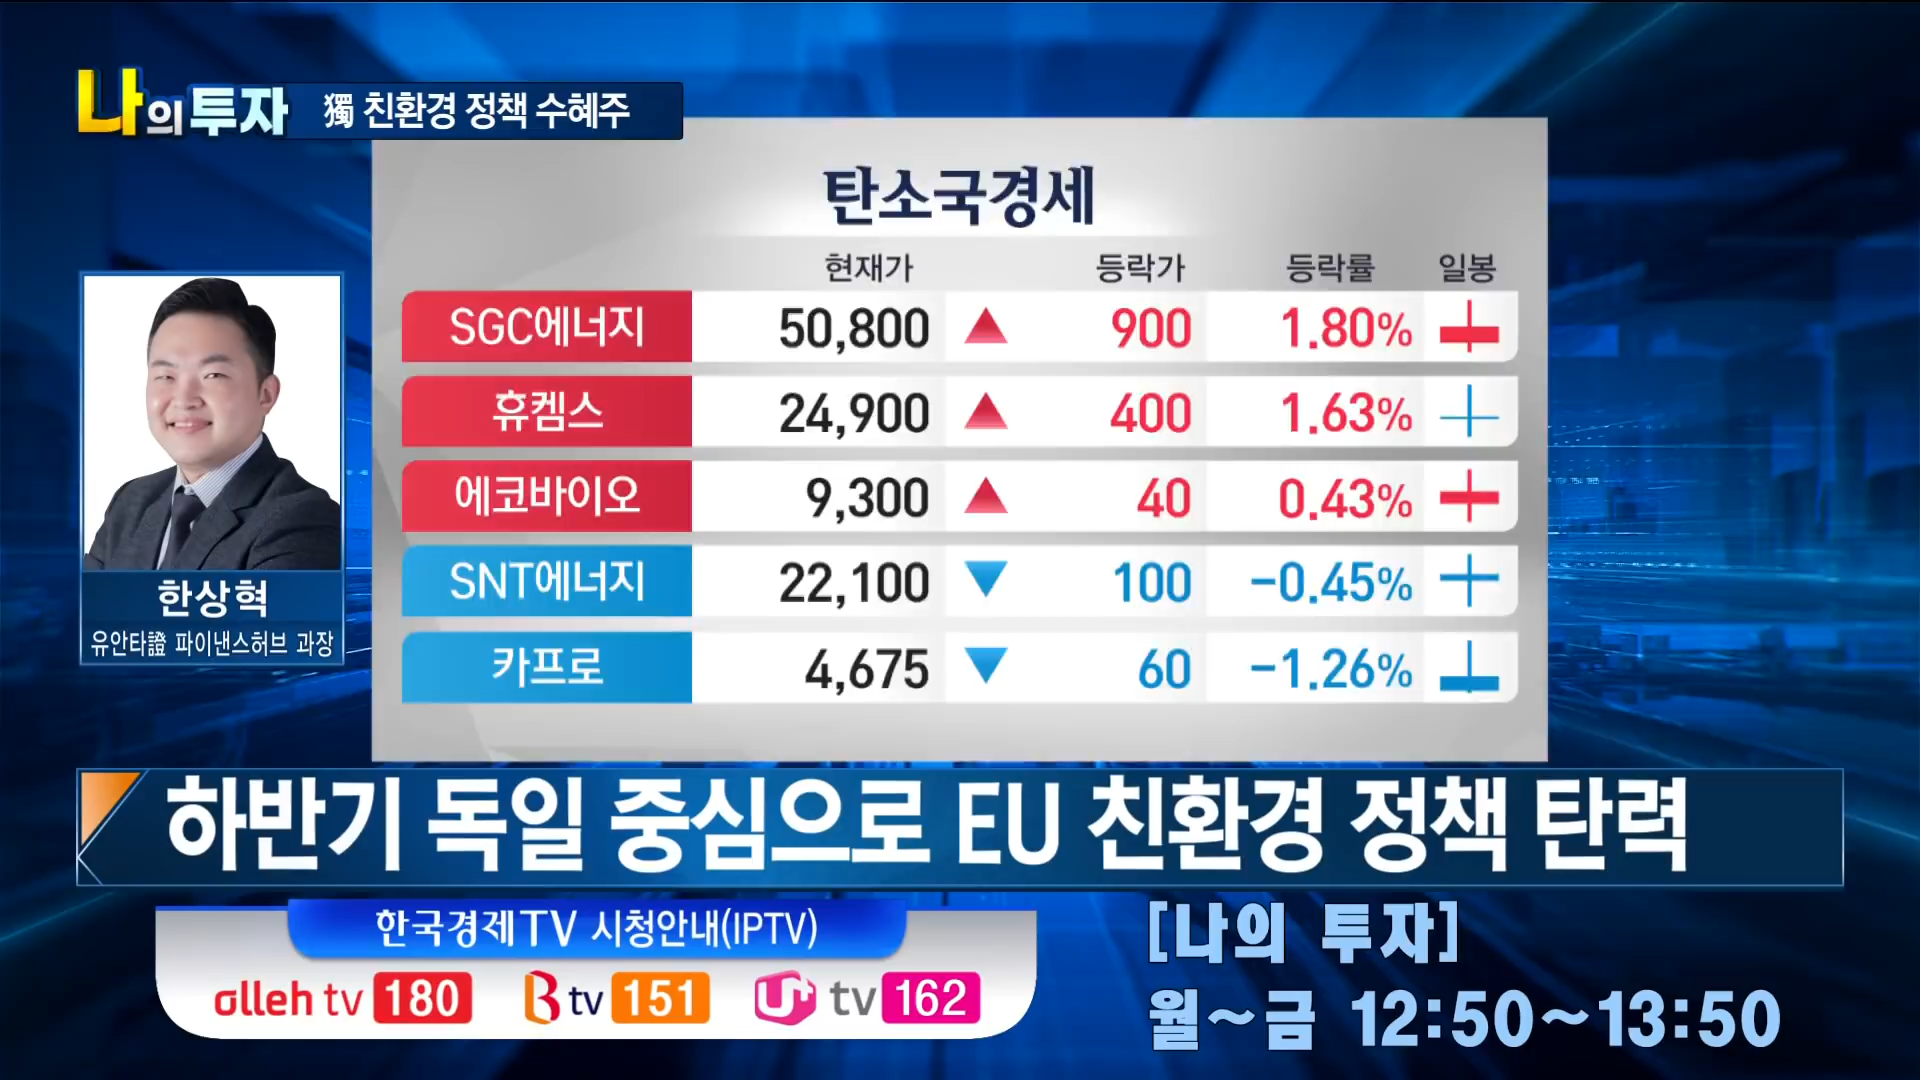 나의 투자 獨 친환경 정책 수혜주
탄소국경세
현재가 등락가 등락률 일봉
SGC에너지 50,800 ▲ 900 1.80%
휴켐스 24,900 ▲ 400 1.63%
에코바이오 9,300 ▲ 40 0.43%
SNT에너지 22,100 ▼ 100 -0.45%
카프로 4,675 ▼ 60 -1.26%
한상혁
유안타證 파이낸스허브 과장
하반기 독일 중심으로 EU 친환경 정책 탄력
한국경제TV 시청안내(IPTV)
olleh tv 180 B tv 151 U+ tv 162
[나의 투자]
월~금 12:50~13:50